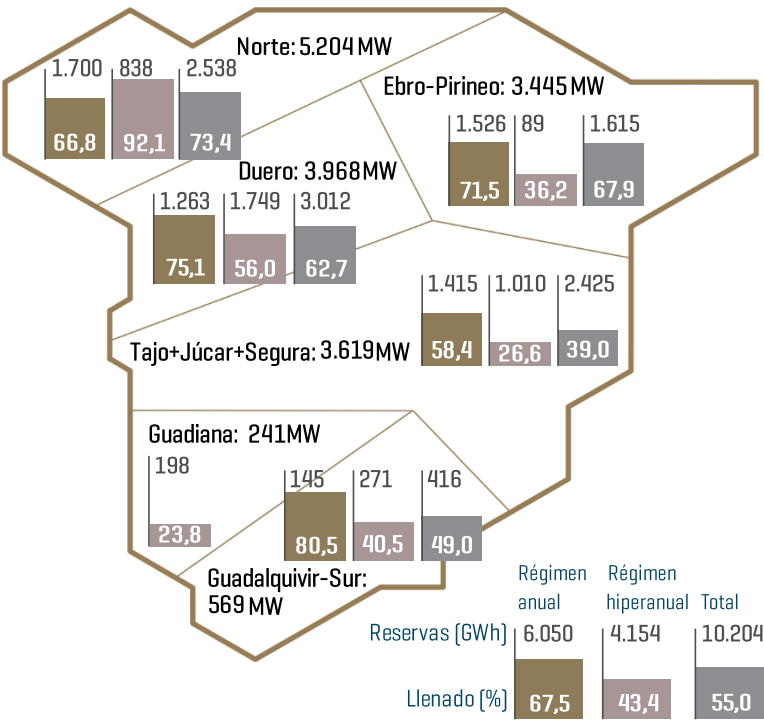 Norte: 5.204 MW
1.700 838 2.538
66,8 92,1 73,4
Ebro-Pirineo: 3.445 MW
1.526 89 1.615
71,5 36,2 67,9
Duero: 3.968 MW
1.263 1.749 3.012
75,1 56,0 62,7
1.415 1.010 2.425
58,4 26,6 39,0
Tajo+Júcar+Segura: 3.619 MW
Guadiana: 241 MW
198
23,8
145 271 416
80,5 40,5 49,0
Guadalquivir-Sur:
569 MW
Régimen Régimen
anual hiperanual Total
Reservas (GWh) 6.050 4.154 10.204
Llenado (%) 67,5 43,4 55,0